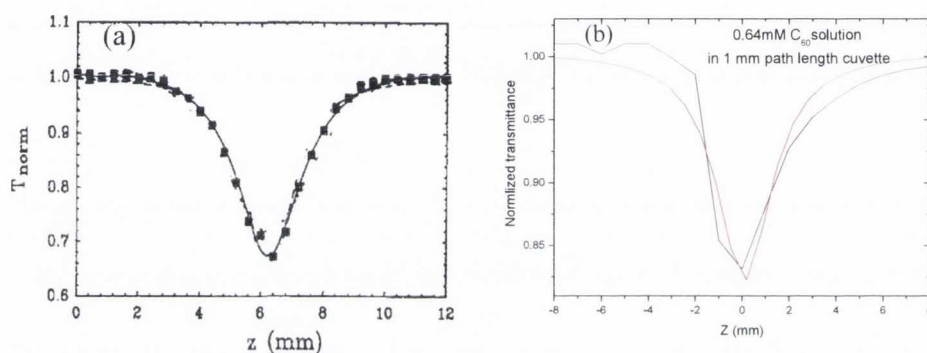 (a)
T norm
1.1
1.0
0.9
0.8
0.7
0.6
0 2 4 6 8 10 12
z (mm)
(b)
0.64mM C60 solution
in 1 mm path length cuvette
Normlized transmittance
1.00
0.95
0.90
0.85
-8 -6 -4 -2 0 2 4 6 8
Z (mm)